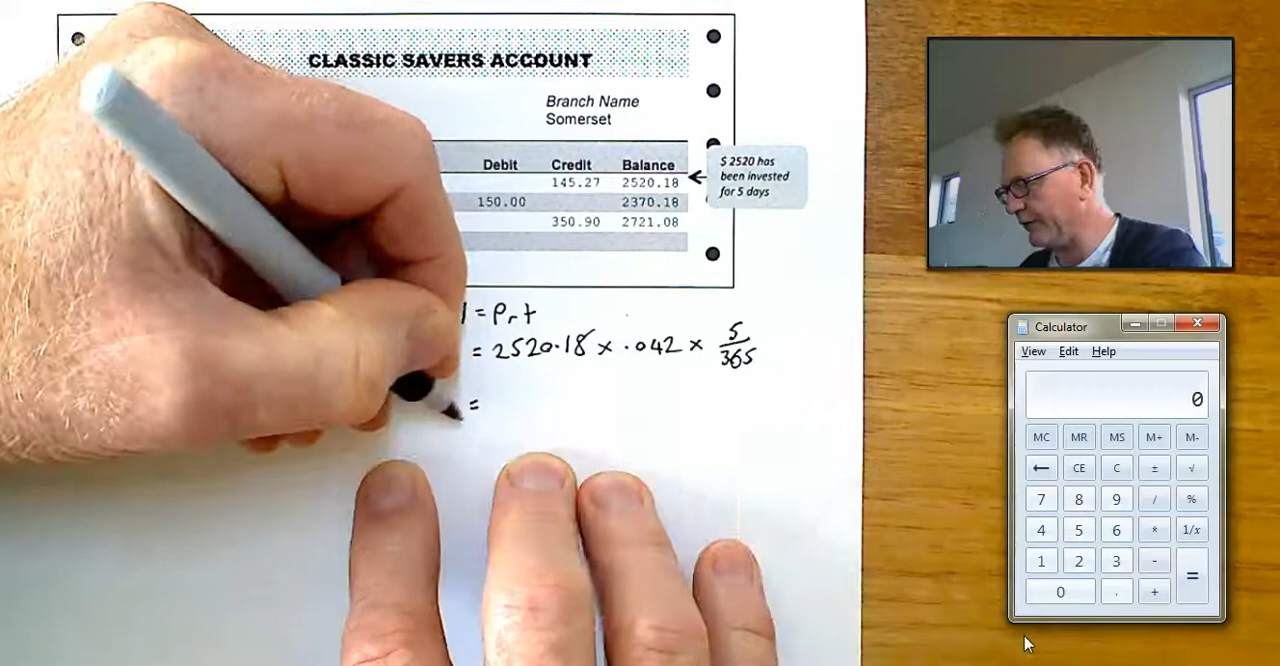 CLASSIC SAVERS ACCOUNT
Branch Name
Somerset
Debit Credit Balance
145.27 2520.18
150.00 2370.18
350.90 2721.08
$ 2520 has
been invested
for 5 days
I = Prt
= 2520.18 × .042 × 5/365
=
Calculator
View Edit Help
0
MC MR MS M+ M-
← CE C ± √
7 8 9 / %
4 5 6 * 1/x
1 2 3 - =
0 . +